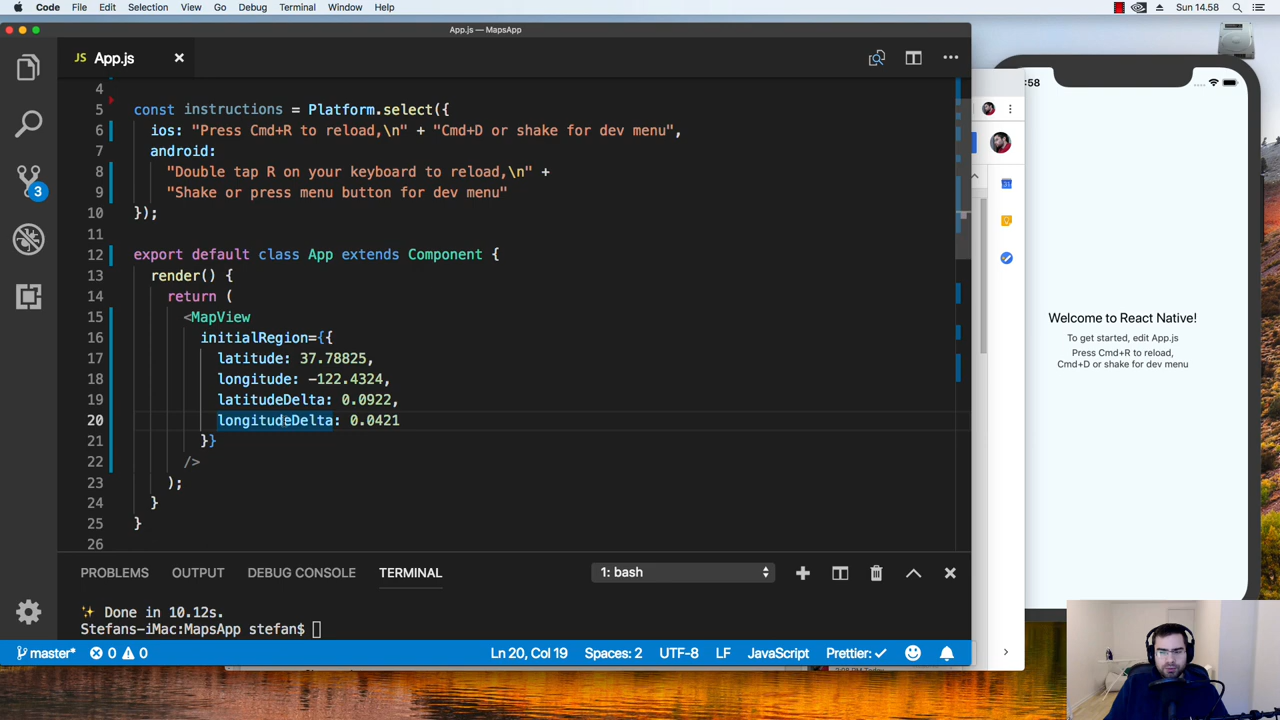 Code File Edit Selection View Go Debug Terminal Window Help Sun 14.58
App.js — MapsApp
JS App.js
:58
4
5 const instructions = Platform.select({
6 ios: "Press Cmd+R to reload,\n" + "Cmd+D or shake for dev menu",
7 android:
8 "Double tap R on your keyboard to reload,\n" +
9 "Shake or press menu button for dev menu"
10 });
11
12 export default class App extends Component {
13 render() {
14 return (
15 <MapView
16 initialRegion={{
17 latitude: 37.78825,
18 longitude: -122.4324,
19 latitudeDelta: 0.0922,
20 longitudeDelta: 0.0421
21 }}
22 />
23 );
24 }
25 }
26
3
31
Welcome to React Native!
To get started, edit App.js
Press Cmd+R to reload,
Cmd+D or shake for dev menu
PROBLEMS OUTPUT DEBUG CONSOLE TERMINAL 1: bash
✨ Done in 10.12s.
Stefans-iMac:MapsApp stefan$
master* 0 0 Ln 20, Col 19 Spaces: 2 UTF-8 LF JavaScript Prettier: ✓